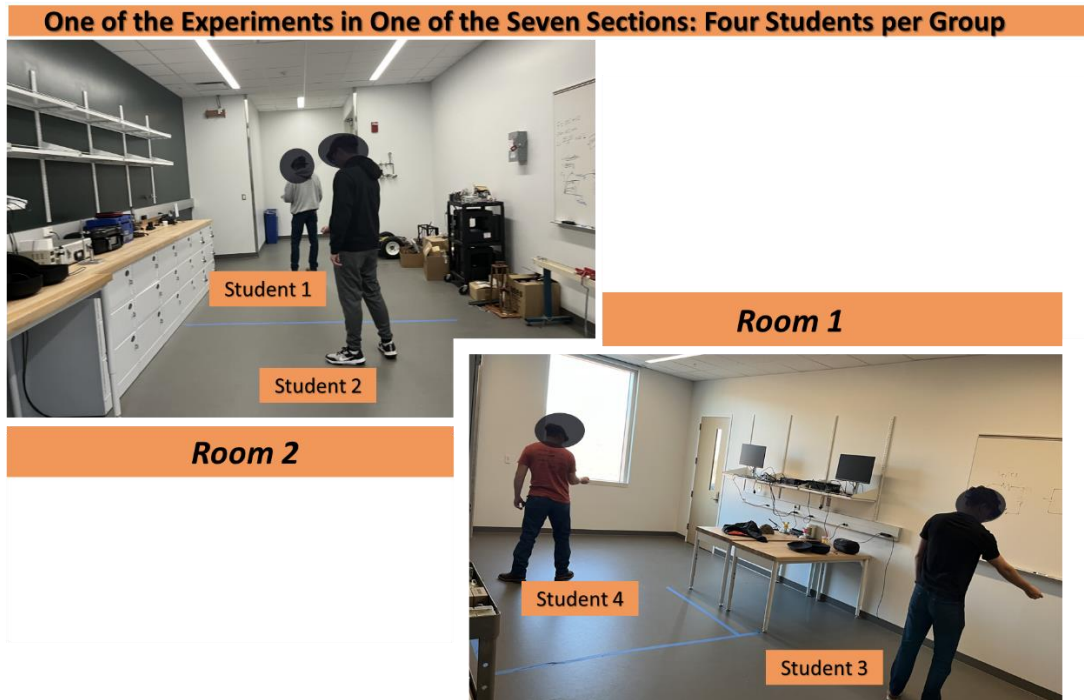 One of the Experiments in One of the Seven Sections: Four Students per Group
Student 1
Student 2
Room 1
Room 2
Student 4
Student 3